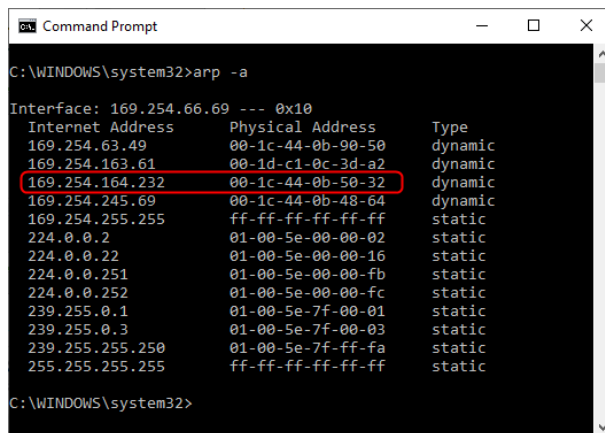 Command Prompt
C:\WINDOWS\system32>arp -a
Interface: 169.254.66.69 --- 0x10
Internet Address Physical Address Type
169.254.63.49 00-1c-44-0b-90-50 dynamic
169.254.163.61 00-1d-c1-0c-3d-a2 dynamic
169.254.164.232 00-1c-44-0c-50-32 dynamic
169.254.245.69 00-1c-44-0b-48-64 dynamic
169.254.255.255 ff-ff-ff-ff-ff-ff static
224.0.0.2 01-00-5e-00-00-02 static
224.0.0.22 01-00-5e-00-00-16 static
224.0.0.251 01-00-5e-00-00-fb static
224.0.0.252 01-00-5e-00-00-fc static
239.255.0.1 01-00-5e-7f-00-01 static
239.255.0.3 01-00-5e-7f-00-03 static
239.255.255.250 01-00-5e-7f-ff-fa static
255.255.255.255 ff-ff-ff-ff-ff-ff static
C:\WINDOWS\system32>